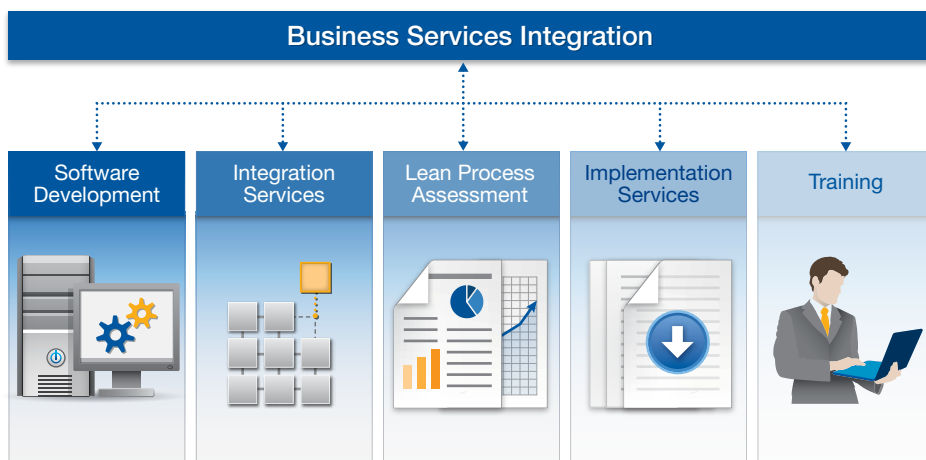 Business Services Integration
Software
Development
Integration
Services
Lean Process
Assessment
Implementation
Services
Training